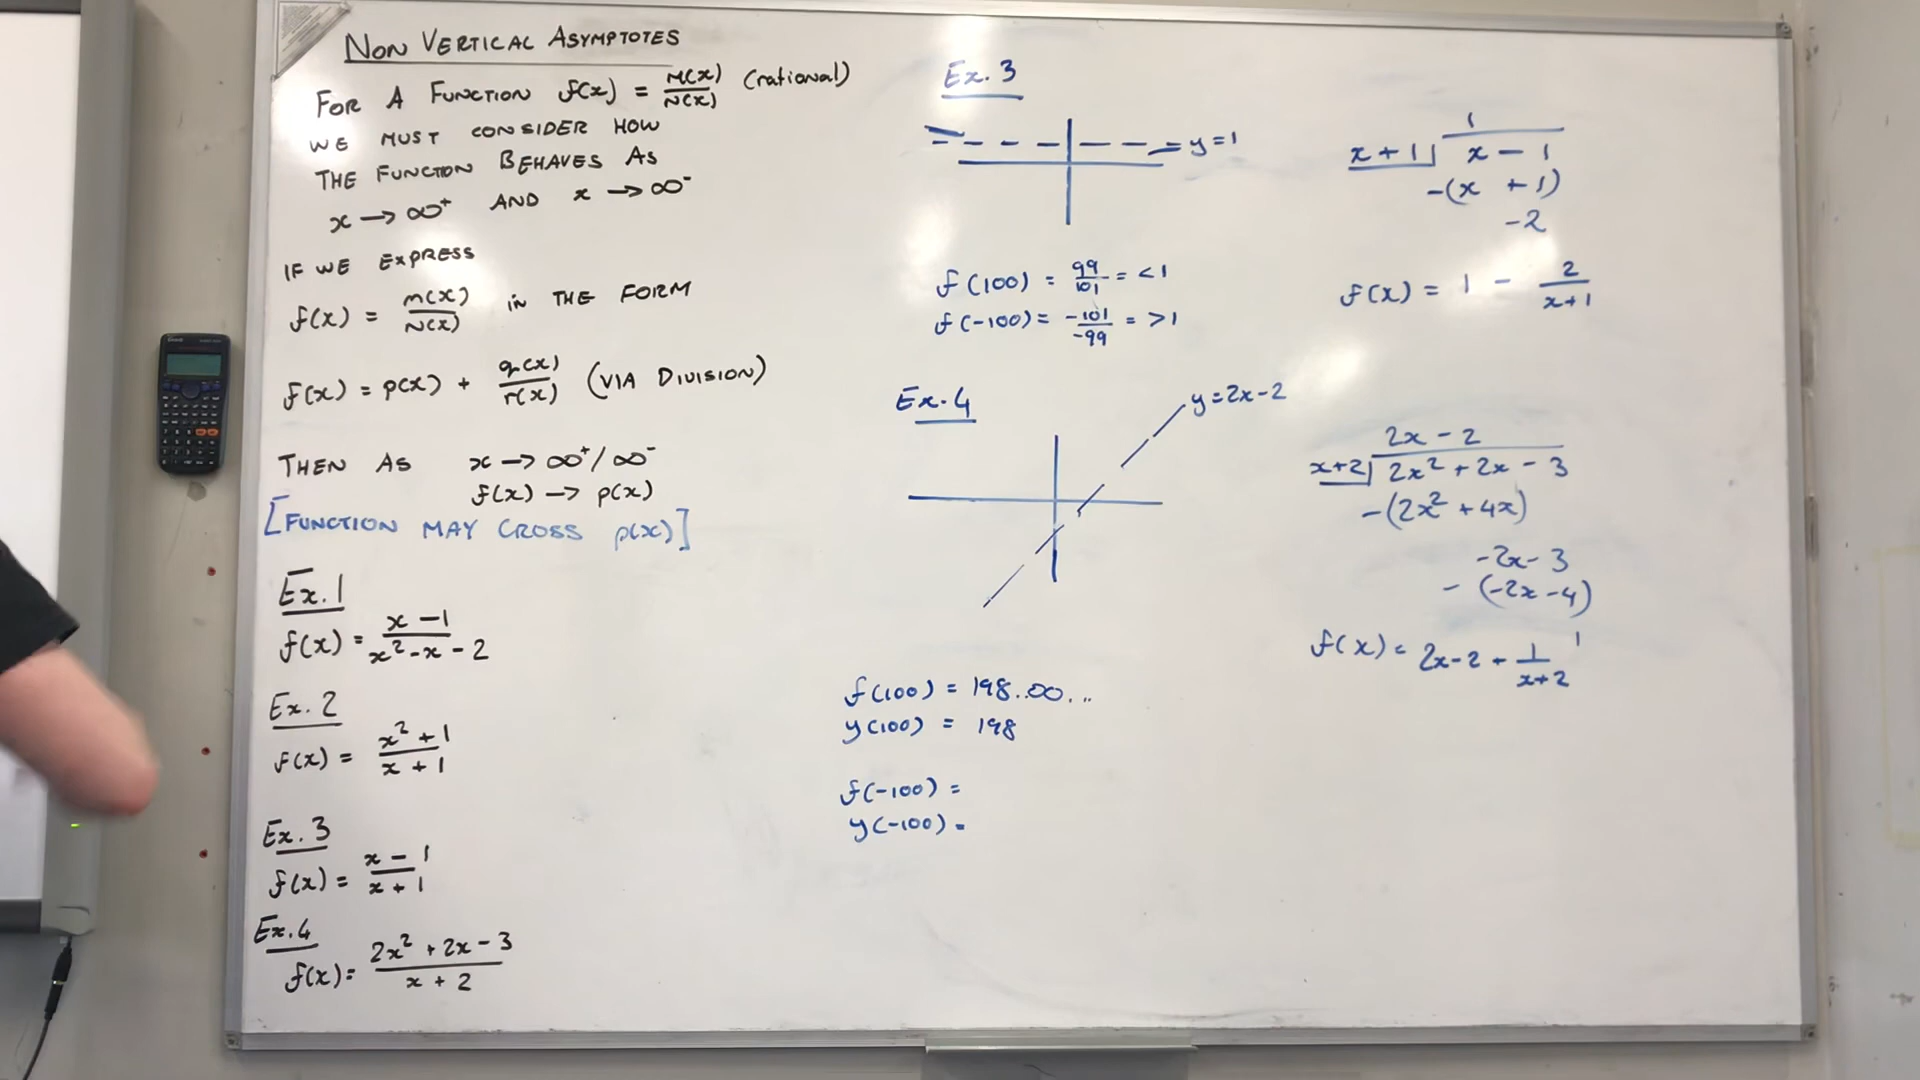 NON VERTICAL ASYMPTOTES
FOR A FUNCTION f(x) = M(x)/N(x) (rational)
WE MUST CONSIDER HOW
THE FUNCTION BEHAVES AS
x → ∞⁺ AND x → ∞⁻
IF WE EXPRESS
f(x) = M(x)/N(x) in THE FORM
f(x) = p(x) + q(x)/r(x) (VIA DIVISION)
THEN AS x → ∞⁺/∞⁻
f(x) → p(x)
[FUNCTION MAY CROSS p(x)]
Ex. 1
f(x) = x - 1 / x² - x - 2
Ex. 2
f(x) = x² + 1 / x + 1
Ex. 3
f(x) = x - 1 / x + 1
Ex. 4
f(x) = 2x² + 2x - 3 / x + 2
Ex. 3
y = 1
f(100) = 99/101 = < 1
f(-100) = -101/-99 = > 1
Ex. 4
y = 2x - 2
f(100) = 198.00...
y(100) = 198
f(-100) =
y(-100) =
1
x + 1 x - 1
-(x + 1)
-2
f(x) = 1 - 2/x+1
2x - 2
x+2 2x² + 2x - 3
-(2x² + 4x)
-2x - 3
- (-2x - 4)
1
f(x) = 2x - 2 + 1/x+2